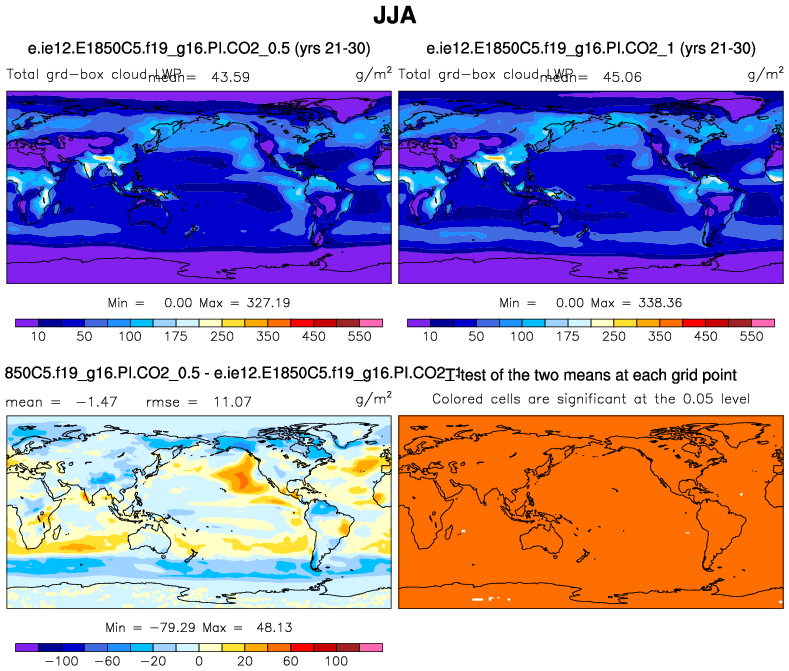 JJA
e.ie12.E1850C5.f19_g16.PI.CO2_0.5 (yrs 21-30)
Total grd-box cloud LWP mean= 43.59 g/m²
Min = 0.00 Max = 327.19
10 50 100 175 250 350 450 550
e.ie12.E1850C5.f19_g16.PI.CO2_1 (yrs 21-30)
Total grd-box cloud LWP mean= 45.06 g/m²
Min = 0.00 Max = 338.36
10 50 100 175 250 350 450 550
850C5.f19_g16.PI.CO2_0.5 - e.ie12.E1850C5.f19_g16.PI.CO2_1
mean = -1.47 rmse = 11.07 g/m²
Min = -79.29 Max = 48.13
-100 -60 -20 0 20 60 100
T-test of the two means at each grid point
Colored cells are significant at the 0.05 level